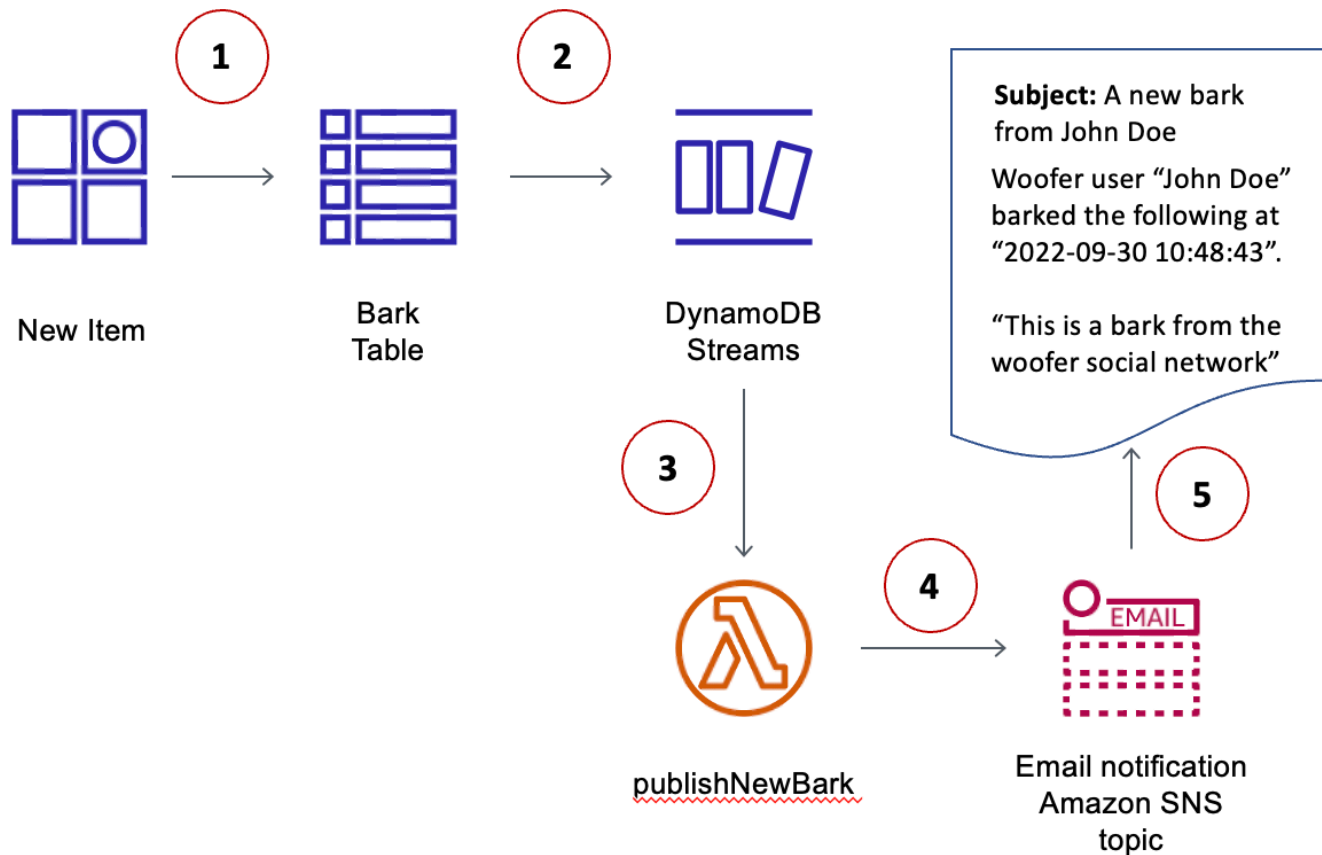 1
2
New Item
Bark
Table
DynamoDB
Streams
Subject: A new bark
from John Doe
Woofer user “John Doe”
barked the following at
“2022-09-30 10:48:43”.
“This is a bark from the
woofer social network”
3
4
5
EMAIL
publishNewBark
Email notification
Amazon SNS
topic